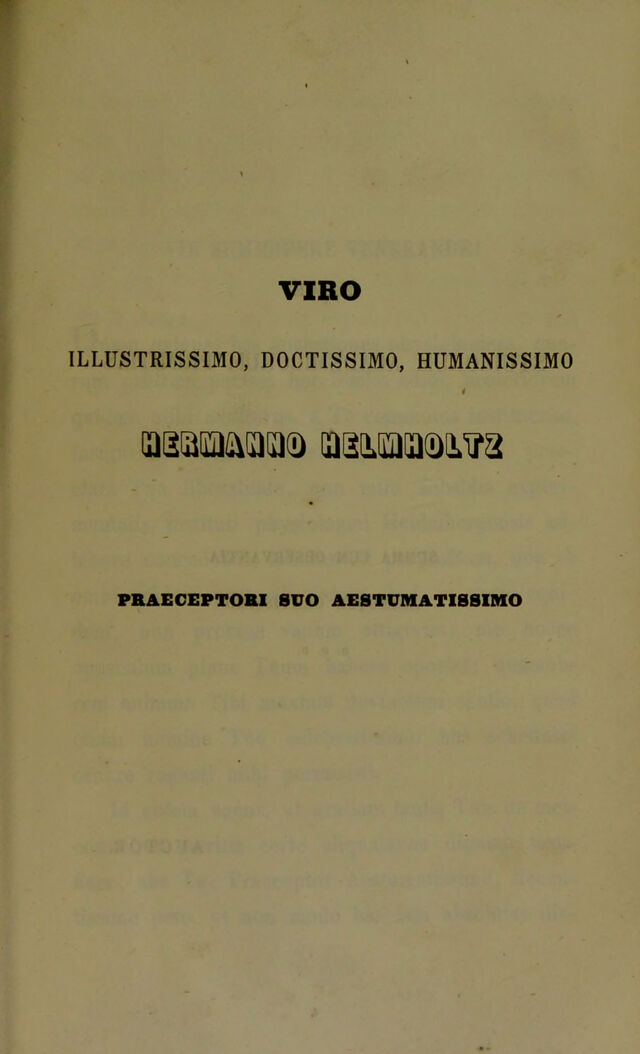 VIRO
ILLUSTRISSIMO, DOCTISSIMO, HUMANISSIMO
HERMANNO HELMHOLTZ
PRAECEPTORI SUO AESTUMATISSIMO